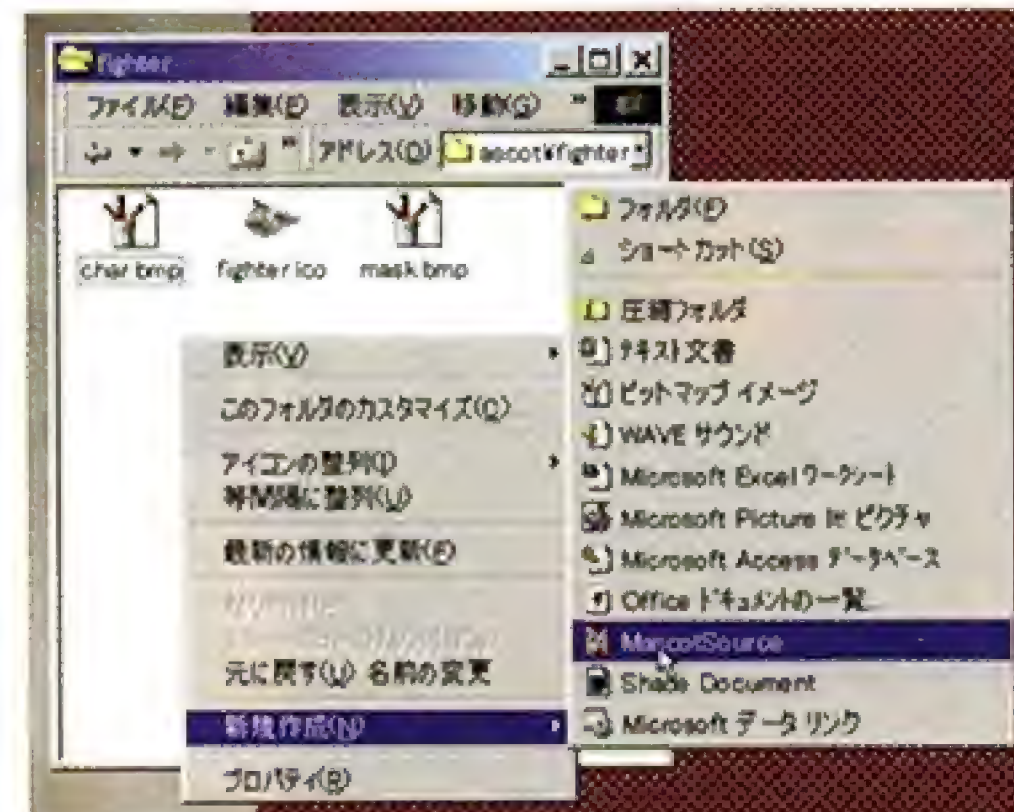 fighter
ファイル(F) 編集(E) 表示(V) 移動(G) »
» アドレス(D) ascot¥fighter
char.bmp fighter.ico mask.bmp
表示(V)
このフォルダのカスタマイズ(C)
アイコンの整列(I)
等間隔に整列(U)
最新の情報に更新(E)
元に戻す(U) 名前の変更
新規作成(N)
プロパティ(R)
フォルダ(F)
ショートカット(S)
圧縮フォルダ
テキスト文書
ビットマップ イメージ
WAVE サウンド
Microsoft Excel ワークシート
Microsoft Picture It! ピクチャ
Microsoft Access データベース
Office ドキュメントの一覧
MascotSource
Shade Document
Microsoft データ リンク